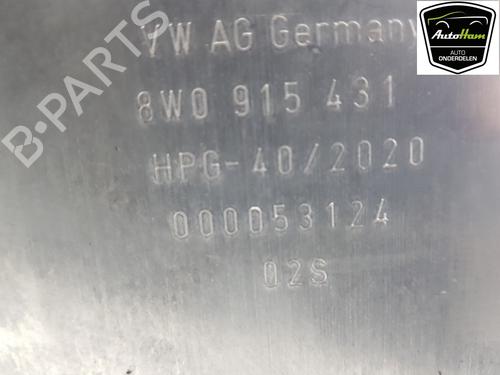 VW AG Germany
8W0 915 431
HPG-40/2020
000053124
02S
AutoHam
AUTO
ONDERDELEN
B-PARTS